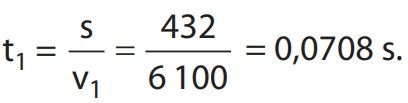 t₁ = s/v₁ = 432/6 100 = 0,0708 s.